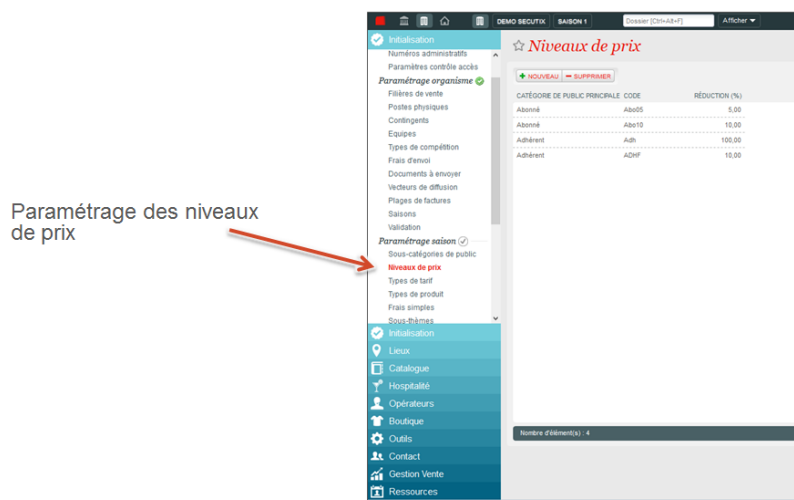 DEMO SECUTIX
SAISON 1
Dossier [Ctrl+Alt+F]
Afficher
Initialisation
Numéros administratifs
Paramètres contrôle accès
Paramétrage organisme
Filières de vente
Postes physiques
Contingents
Equipes
Types de compétition
Frais d'envoi
Documents à envoyer
Vecteurs de diffusion
Plages de factures
Saisons
Validation
Paramétrage saison
Sous-catégories de public
Niveaux de prix
Types de tarif
Types de produit
Frais simples
Sous-thèmes
Initialisation
Lieux
Catalogue
Hospitalité
Opérateurs
Boutique
Outils
Contact
Gestion Vente
Ressources
Niveaux de prix
NOUVEAU
SUPPRIMER
CATÉGORIE DE PUBLIC PRINCIPALE CODE RÉDUCTION (%)
Abonné Abo05 5,00
Abonné Abo10 10,00
Adhérent Adh 100,00
Adhérent ADHF 10,00
Nombre d'élément(s) : 4
Paramétrage des niveaux
de prix